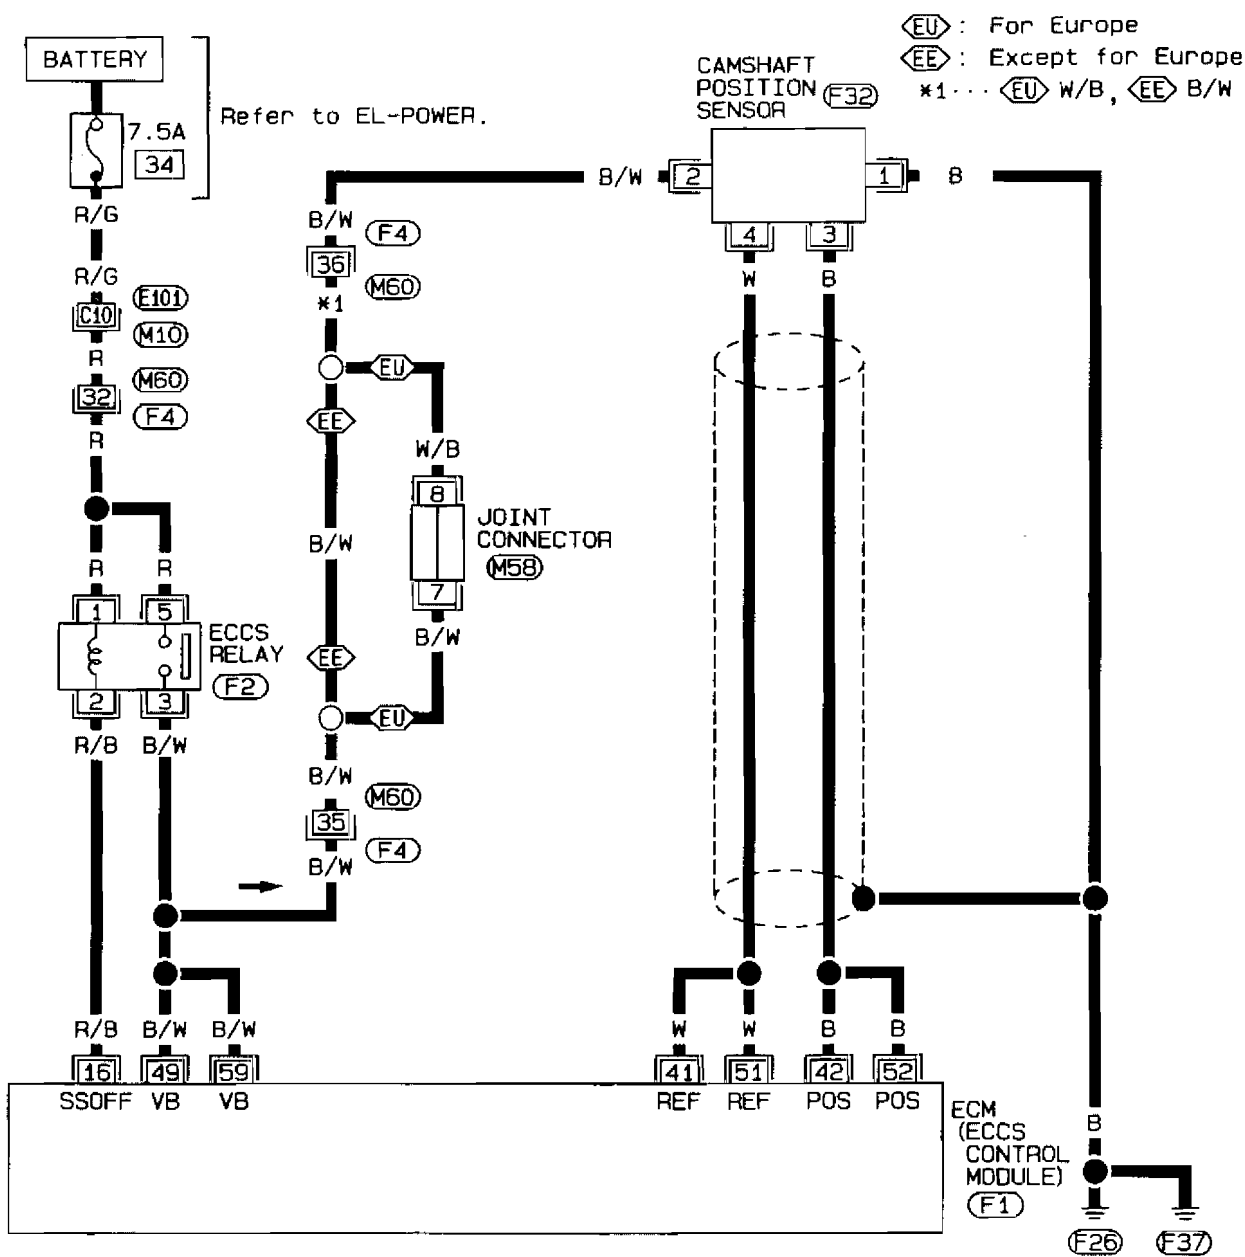 EU : For Europe
EE : Except for Europe
*1··· EU W/B, EE B/W
BATTERY
7.5A
34
Refer to EL-POWER.
R/G
R/G
C10
E101
M10
R
M60
32
F4
R
R
R
1
5
ECCS
RELAY
F2
2
3
R/B
B/W
B/W
F4
36
M60
*1
EU
EE
W/B
8
JOINT
CONNECTOR
M58
B/W
7
B/W
EE
EU
B/W
M60
35
F4
B/W
CAMSHAFT
POSITION
SENSOR
F32
B/W
2
1
B
4
3
W
B
R/B
B/W
B/W
W
W
B
B
16
49
59
41
51
42
52
SSOFF
VB
VB
REF
REF
POS
POS
ECM
(ECCS
CONTROL
MODULE)
F1
B
F26
F37